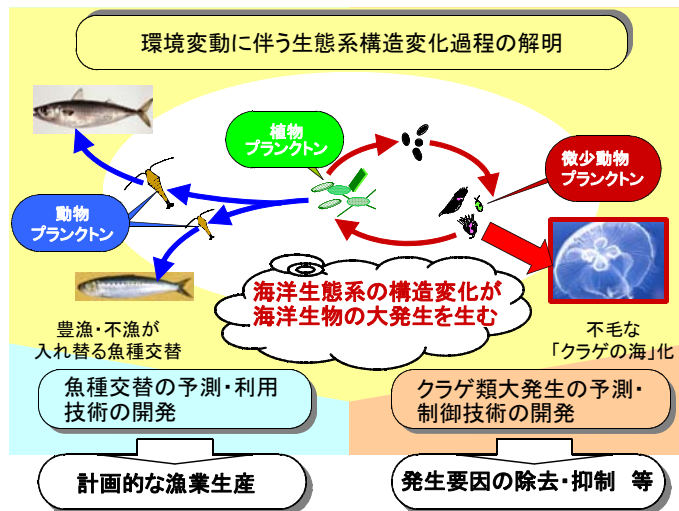 環境変動に伴う生態系構造変化過程の解明
植物
プランクトン
微少動物
プランクトン
動物
プランクトン
海洋生態系の構造変化が
海洋生物の大発生を生む
豊漁・不漁が
入れ替る魚種交替
不毛な
「クラゲの海」化
魚種交替の予測・利用
技術の開発
クラゲ類大発生の予測・
制御技術の開発
計画的な漁業生産
発生要因の除去・抑制 等